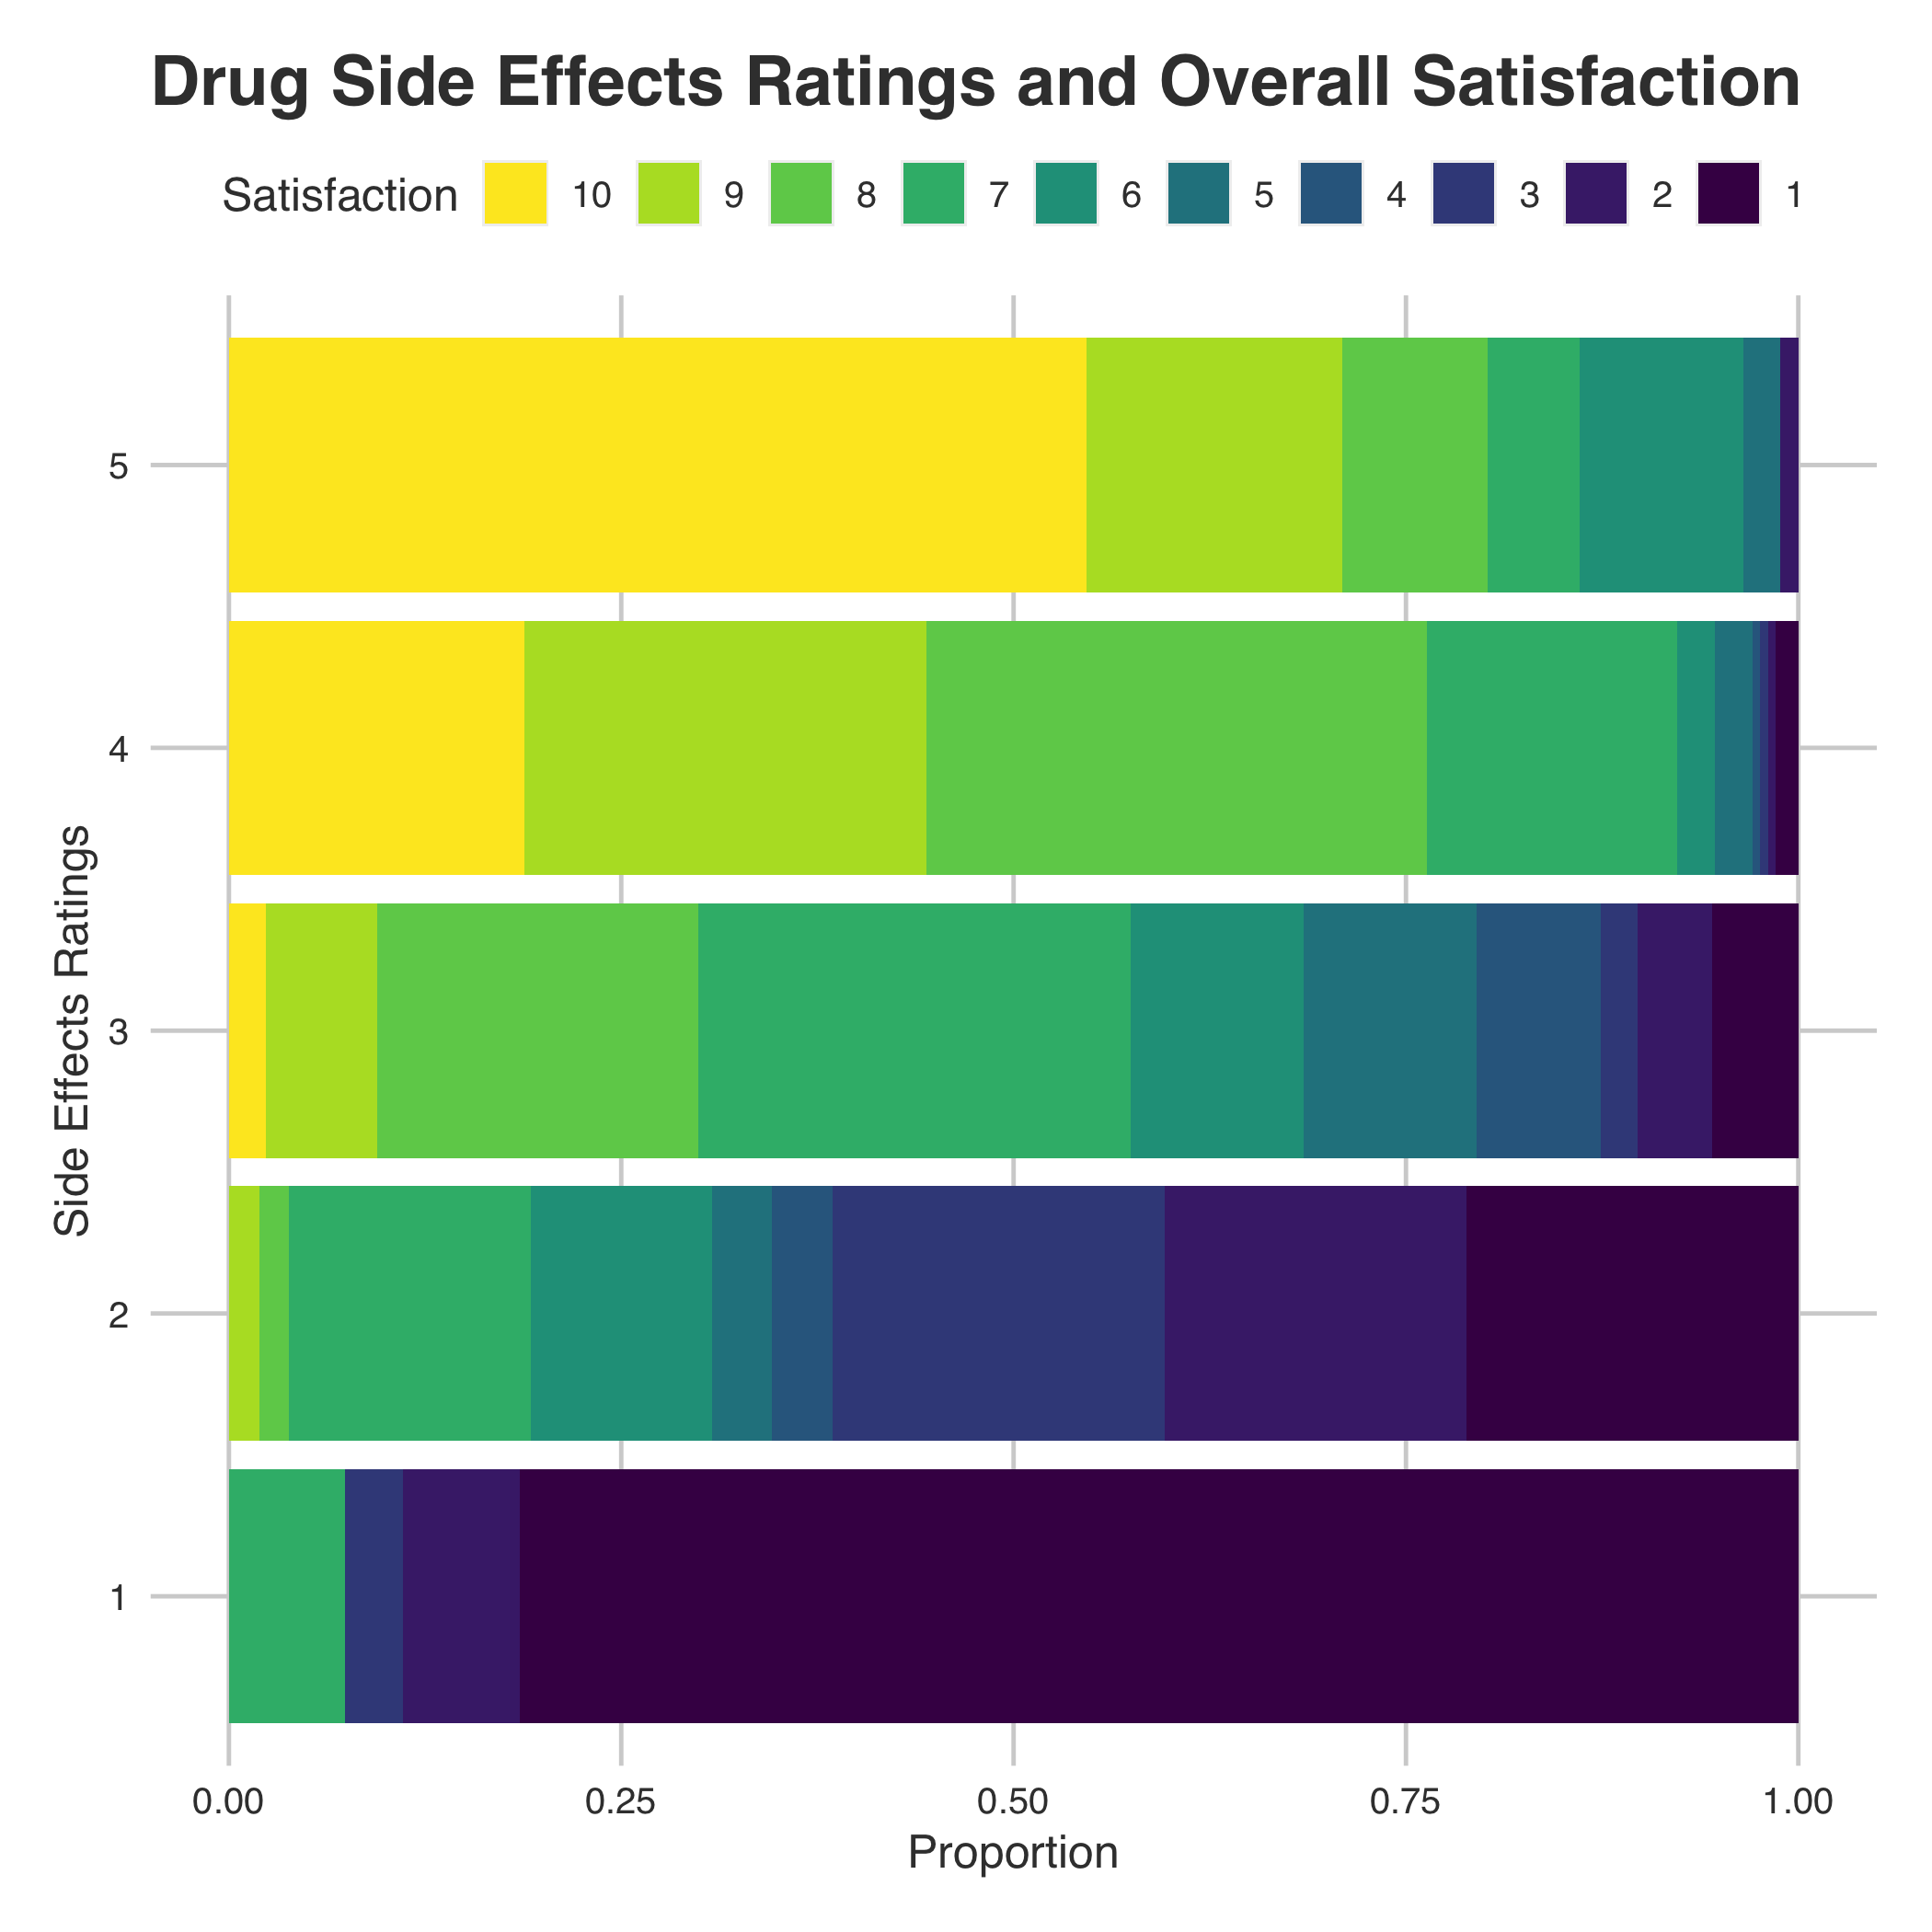 Drug Side Effects Ratings and Overall Satisfaction
Satisfaction 10 9 8 7 6 5 4 3 2 1
Side Effects Ratings
5
4
3
2
1
0.00 0.25 0.50 0.75 1.00
Proportion